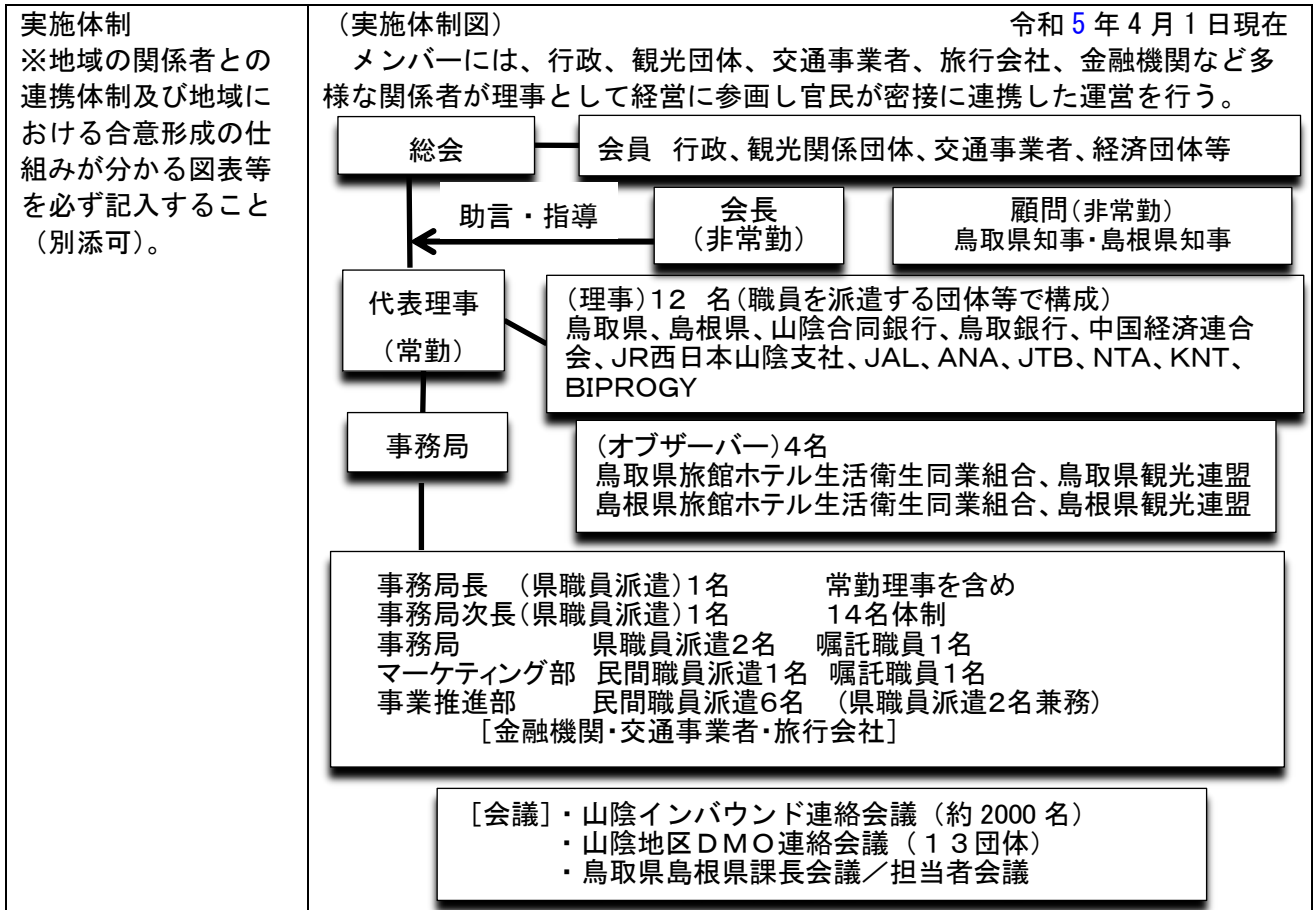 実施体制
※地域の関係者との
連携体制及び地域に
おける合意形成の仕
組みが分かる図表等
を必ず記入すること
(別添可)。
(実施体制図) 令和5年4月1日現在
メンバーには、行政、観光団体、交通事業者、旅行会社、金融機関など多
様な関係者が理事として経営に参画し官民が密接に連携した運営を行う。
総会
会員 行政、観光関係団体、交通事業者、経済団体等
助言・指導
会長
(非常勤)
顧問(非常勤)
鳥取県知事・島根県知事
代表理事
(常勤)
(理事)12 名(職員を派遣する団体等で構成)
鳥取県、島根県、山陰合同銀行、鳥取銀行、中国経済連合
会、JR西日本山陰支社、JAL、ANA、JTB、NTA、KNT、
BIPROGY
事務局
(オブザーバー)4名
鳥取県旅館ホテル生活衛生同業組合、鳥取県観光連盟
島根県旅館ホテル生活衛生同業組合、島根県観光連盟
事務局長 (県職員派遣)1名 常勤理事を含め
事務局次長(県職員派遣)1名 14名体制
事務局 県職員派遣2名 嘱託職員1名
マーケティング部 民間職員派遣1名 嘱託職員1名
事業推進部 民間職員派遣6名 (県職員派遣2名兼務)
[金融機関・交通事業者・旅行会社]
[会議]・山陰インバウンド連絡会議(約2000名)
・山陰地区DMO連絡会議(13団体)
・鳥取県島根県課長会議/担当者会議